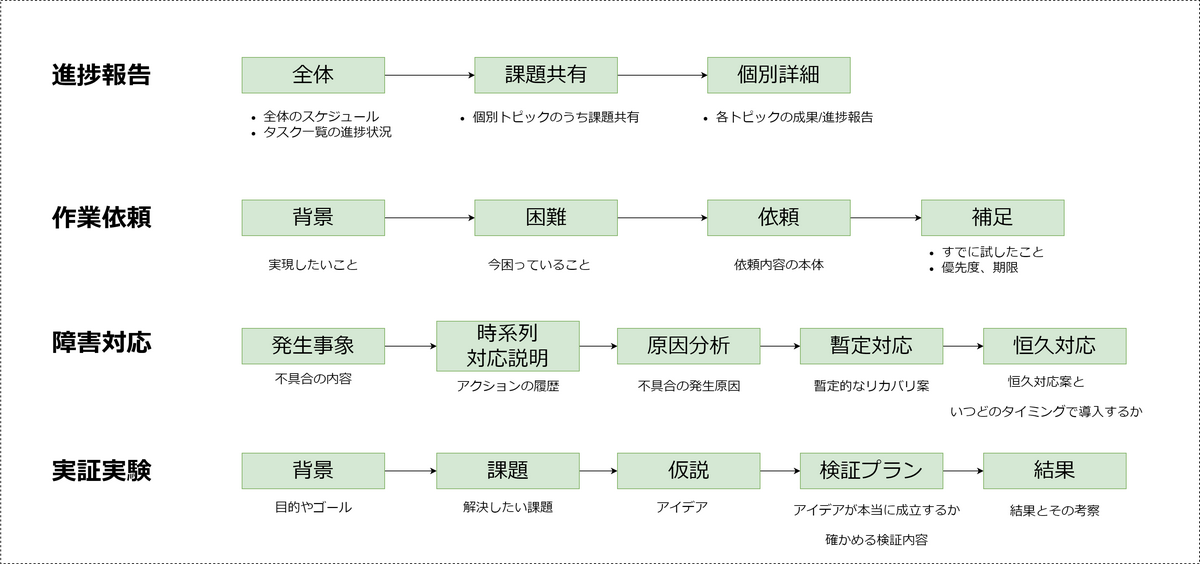 進捗報告
全体
課題共有
個別詳細
• 全体のスケジュール
• タスク一覧の進捗状況
• 個別トピックのうち課題共有
• 各トピックの成果/進捗報告
作業依頼
背景
困難
依頼
補足
実現したいこと
今困っていること
依頼内容の本体
• すでに試したこと
• 優先度、期限
障害対応
発生事象
時系列
対応説明
原因分析
暫定対応
恒久対応
不具合の内容
アクションの履歴
不具合の発生原因
暫定的なリカバリ案
恒久対応案と
いつどのタイミングで導入するか
実証実験
背景
課題
仮説
検証プラン
結果
目的やゴール
解決したい課題
アイデア
アイデアが本当に成立するか
確かめる検証内容
結果とその考察